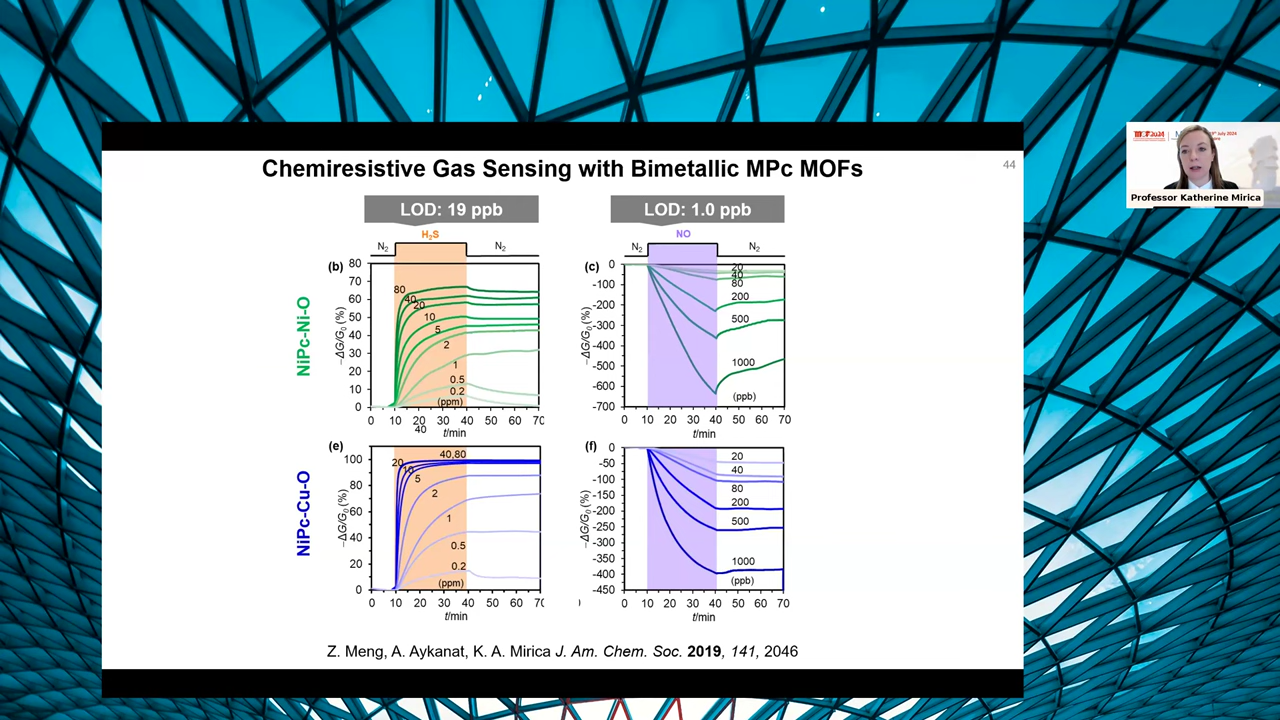 Chemiresistive Gas Sensing with Bimetallic MPc MOFs
44
LOD: 19 ppb
LOD: 1.0 ppb
H₂S
NO
N₂
N₂
N₂
N₂
NiPc-Ni-O
(b)
−ΔG/G₀ (%)
80
70
60
50
40
30
20
10
0
80
40
20
10
5
2
1
0.5
0.2
(ppm)
0 10 20 30 40 50 60 70
40
t/min
(c)
−ΔG/G₀ (%)
0
-100
-200
-300
-400
-500
-600
-700
20
40
80
200
500
1000
(ppb)
0 10 20 30 40 50 60 70
t/min
NiPc-Cu-O
(e)
−ΔG/G₀ (%)
100
80
60
40
20
0
40,80
20
10
5
2
1
0.5
0.2
(ppm)
0 10 20 30 40 50 60 70
t/min
(f)
−ΔG/G₀ (%)
0
-50
-100
-150
-200
-250
-300
-350
-400
-450
20
40
80
200
500
1000
(ppb)
0 10 20 30 40 50 60 70
t/min
Z. Meng, A. Aykanat, K. A. Mirica J. Am. Chem. Soc. 2019, 141, 2046
Professor Katherine Mirica